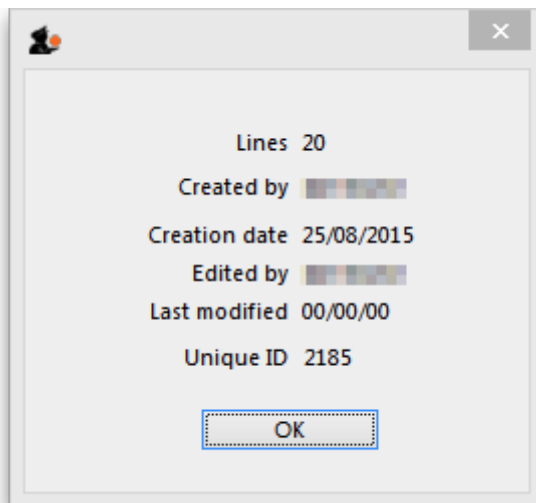 Lines 20
Created by
Creation date 25/08/2015
Edited by
Last modified 00/00/00
Unique ID 2185
OK